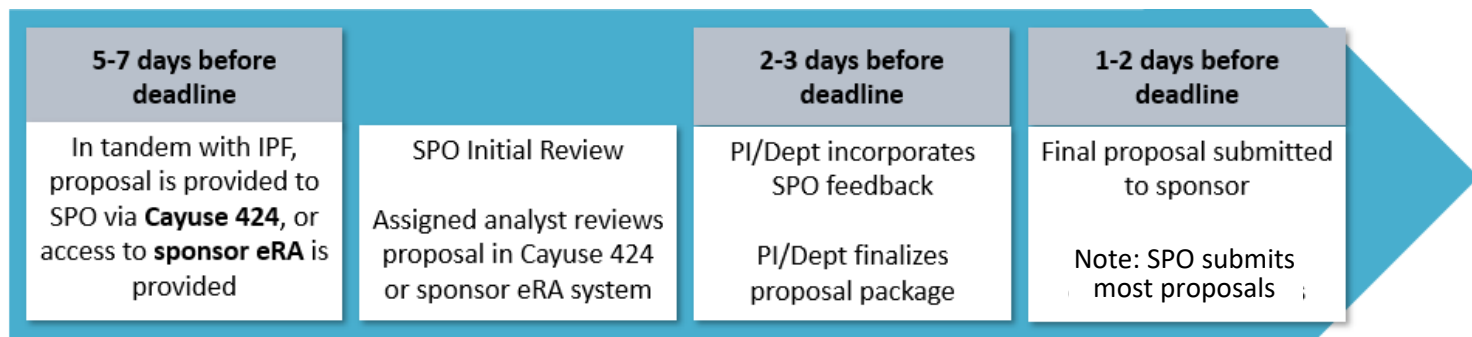 5-7 days before
deadline
In tandem with IPF,
proposal is provided to
SPO via Cayuse 424, or
access to sponsor eRA is
provided
SPO Initial Review
Assigned analyst reviews
proposal in Cayuse 424
or sponsor eRA system
2-3 days before
deadline
PI/Dept incorporates
SPO feedback
PI/Dept finalizes
proposal package
1-2 days before
deadline
Final proposal submitted
to sponsor
Note: SPO submits
most proposals